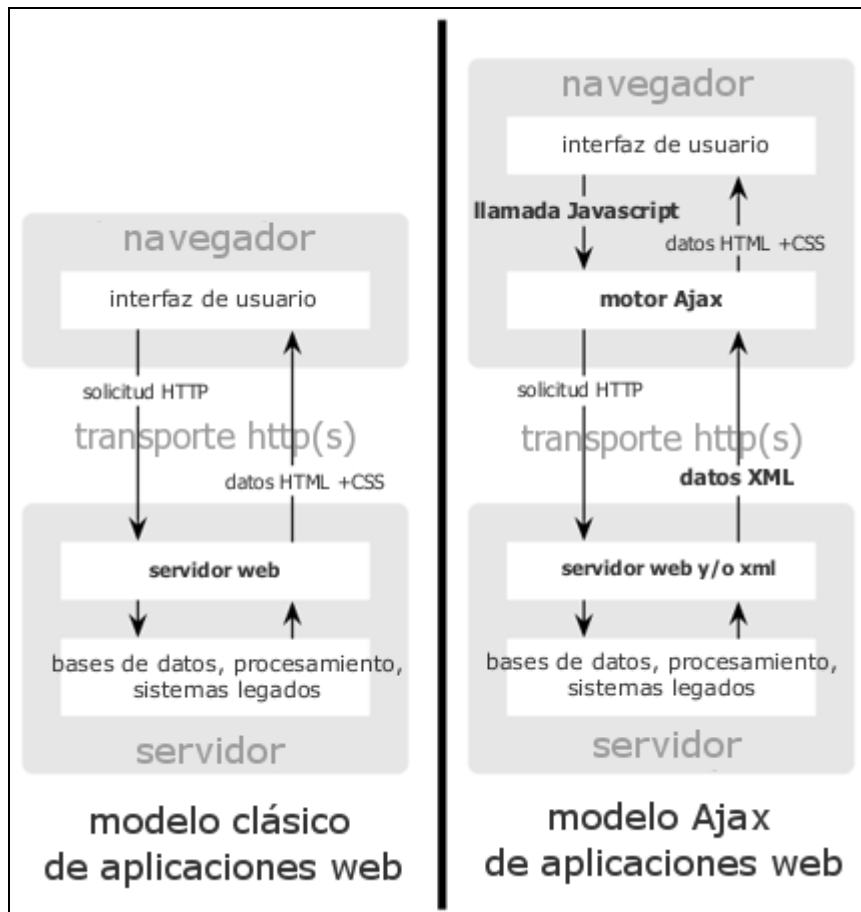 navegador
interfaz de usuario
solicitud HTTP
transporte http(s)
datos HTML +CSS
servidor web
bases de datos, procesamiento,
sistemas legados
servidor
modelo clásico
de aplicaciones web
navegador
interfaz de usuario
llamada Javascript
datos HTML +CSS
motor Ajax
solicitud HTTP
transporte http(s)
datos XML
servidor web y/o xml
bases de datos, procesamiento,
sistemas legados
servidor
modelo Ajax
de aplicaciones web